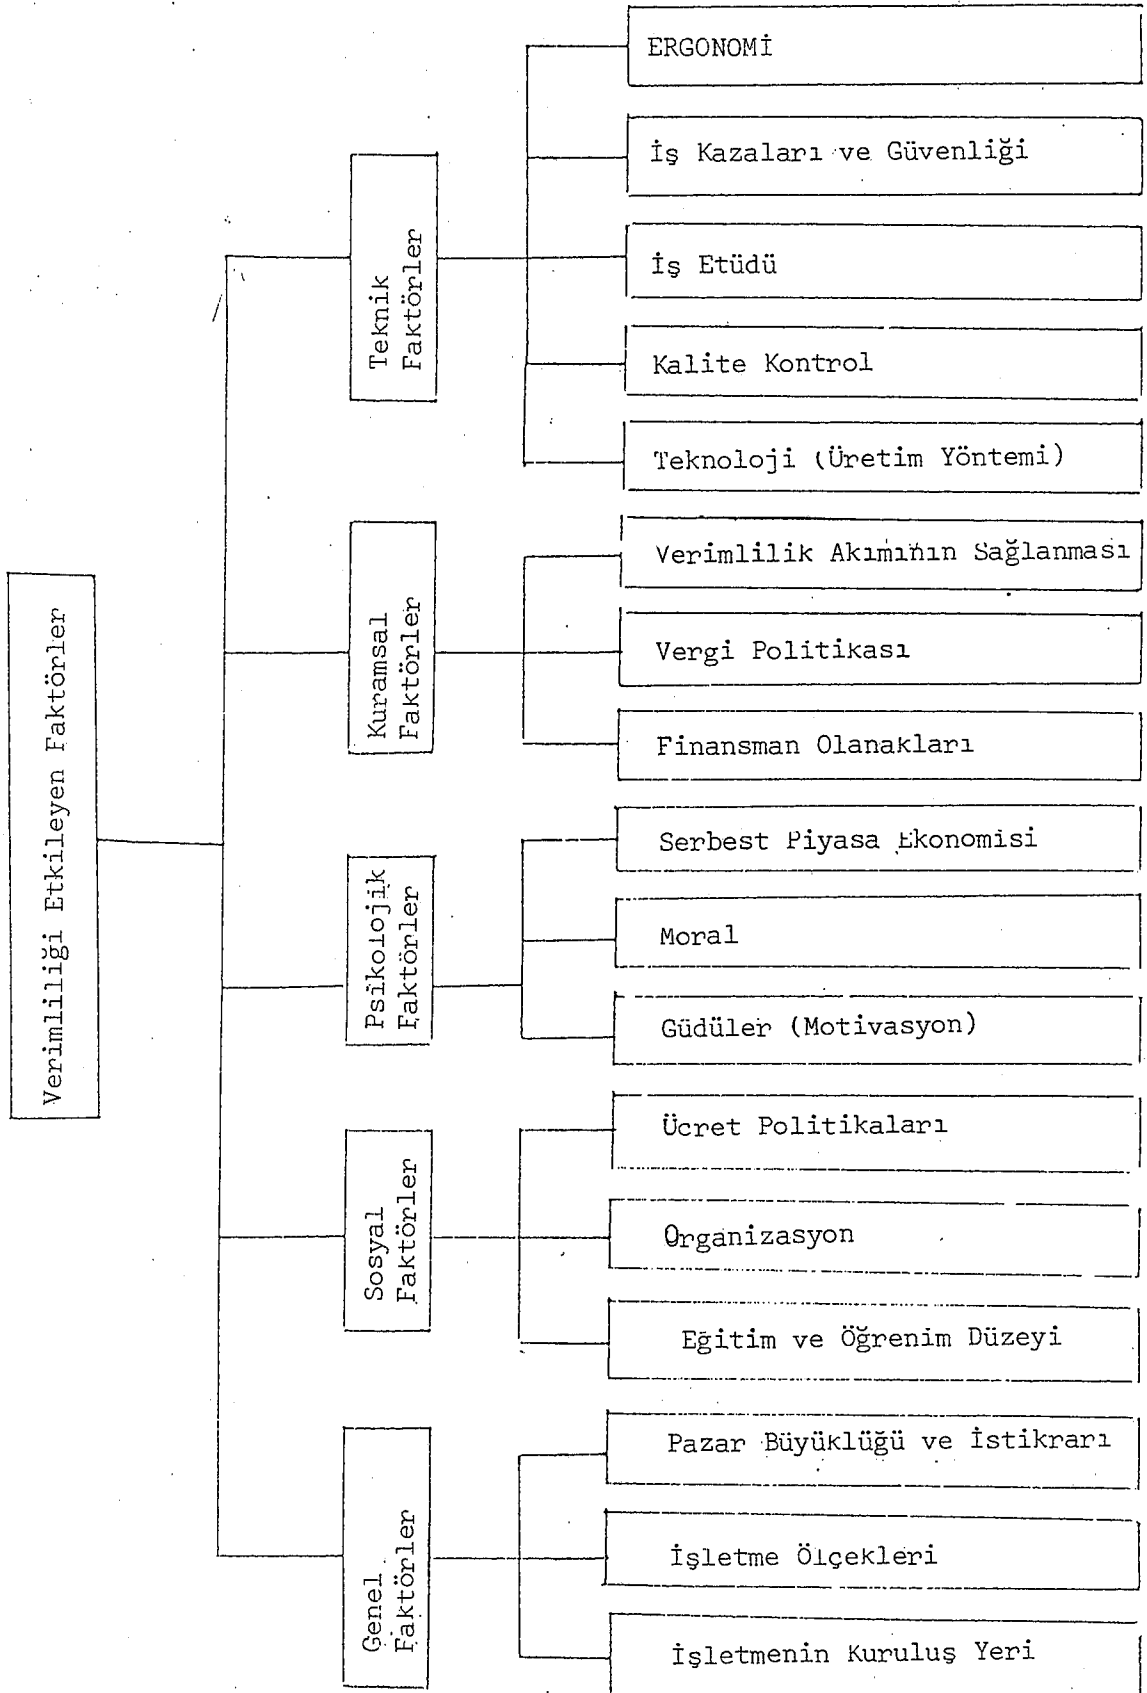 Verimliliği Etkileyen Faktörler
Teknik
Faktörler
ERGONOMİ
İş Kazaları ve Güvenliği
İş Etüdü
Kalite Kontrol
Teknoloji (Üretim Yöntemi)
Kuramsal
Faktörler
Verimlilik Akımının Sağlanması
Vergi Politikası
Finansman Olanakları
Psikolojik
Faktörler
Serbest Piyasa Ekonomisi
Moral
Güdüler (Motivasyon)
Sosyal
Faktörler
Ücret Politikaları
Organizasyon
Eğitim ve Öğrenim Düzeyi
Genel
Faktörler
Pazar Büyüklüğü ve İstikrarı
İşletme Ölçekleri
İşletmenin Kuruluş Yeri